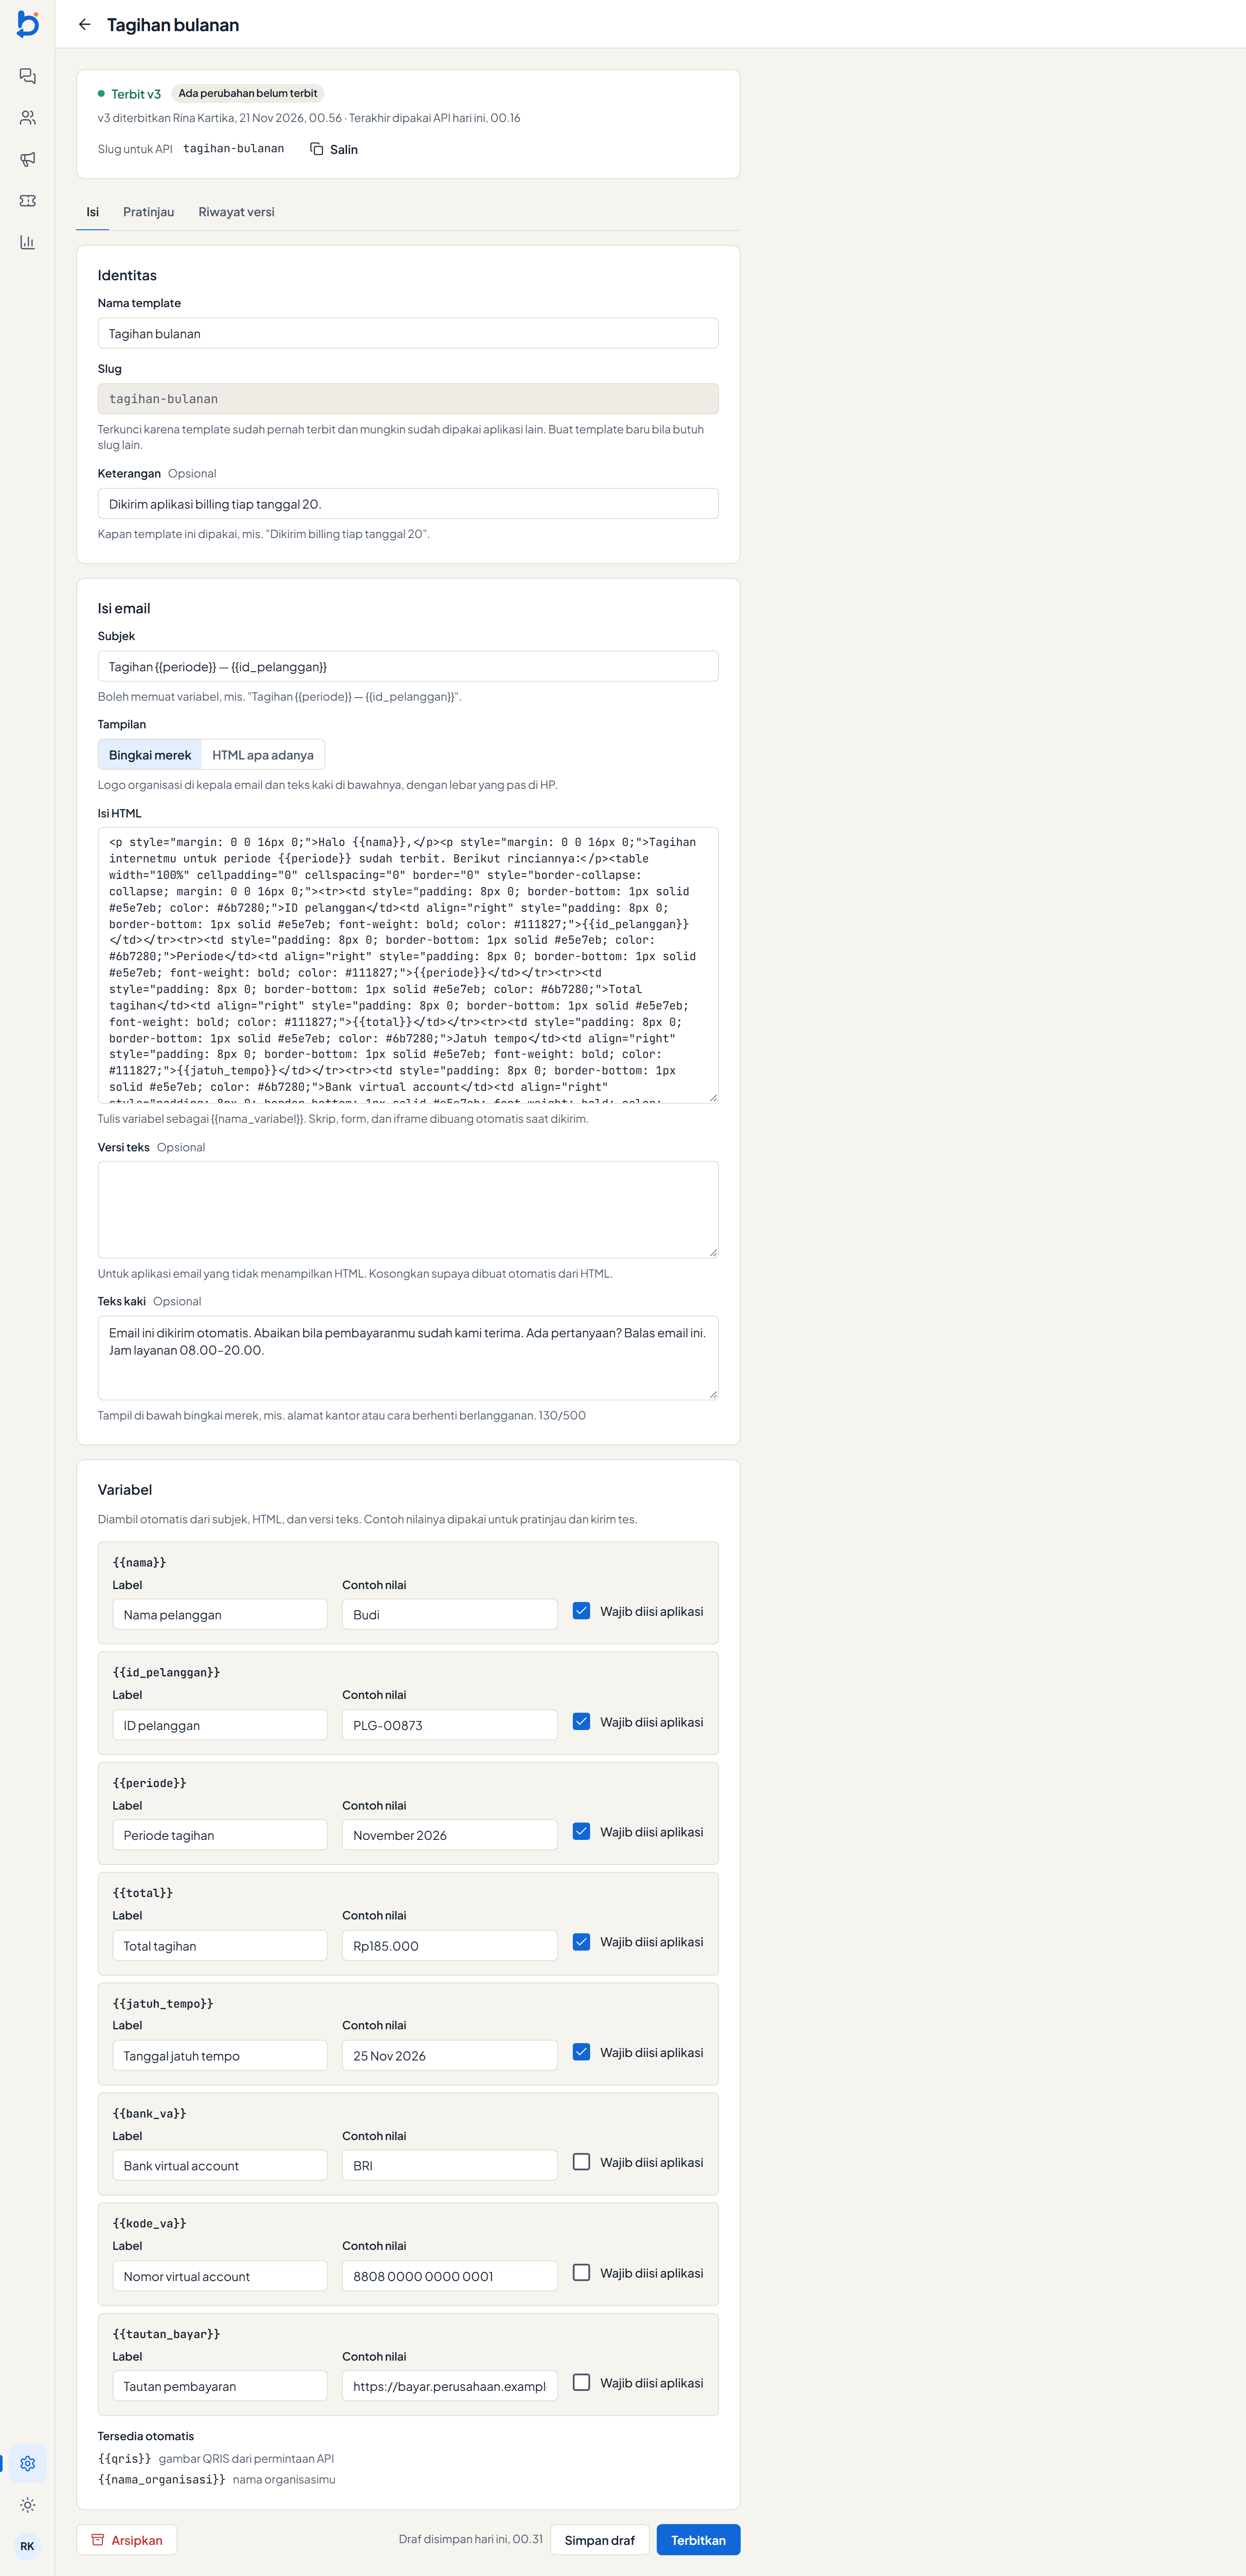 Tagihan bulanan
Terbit v3 Ada perubahan belum terbit
v3 diterbitkan Rina Kartika, 21 Nov 2026, 00.56 · Terakhir dipakai API hari ini, 00.16
Slug untuk API tagihan-bulanan Salin
Isi Pratinjau Riwayat versi
Identitas
Nama template
Tagihan bulanan
Slug
tagihan-bulanan
Terkunci karena template sudah pernah terbit dan mungkin sudah dipakai aplikasi lain. Buat template baru bila butuh
slug lain.
Keterangan Opsional
Dikirim aplikasi billing tiap tanggal 20.
Kapan template ini dipakai, mis. "Dikirim billing tiap tanggal 20".
Isi email
Subjek
Tagihan {{periode}} — {{id_pelanggan}}
Boleh memuat variabel, mis. "Tagihan {{periode}} — {{id_pelanggan}}".
Tampilan
Bingkai merek HTML apa adanya
Logo organisasi di kepala email dan teks kaki di bawahnya, dengan lebar yang pas di HP.
Isi HTML
<p style="margin: 0 0 16px 0;">Halo {{nama}},</p><p style="margin: 0 0 16px 0;">Tagihan
internetmu untuk periode {{periode}} sudah terbit. Berikut rinciannya:</p><table
width="100%" cellpadding="0" cellspacing="0" border="0" style="border-collapse:
collapse; margin: 0 0 16px 0;"><tr><td style="padding: 8px 0; border-bottom: 1px solid
#e5e7eb; color: #6b7280;">ID pelanggan</td><td align="right" style="padding: 8px 0;
border-bottom: 1px solid #e5e7eb; font-weight: bold; color: #111827;">{{id_pelanggan}}
</td></tr><tr><td style="padding: 8px 0; border-bottom: 1px solid #e5e7eb; color:
#6b7280;">Periode</td><td align="right" style="padding: 8px 0; border-bottom: 1px solid
#e5e7eb; font-weight: bold; color: #111827;">{{periode}}</td></tr><tr><td
style="padding: 8px 0; border-bottom: 1px solid #e5e7eb; color: #6b7280;">Total
tagihan</td><td align="right" style="padding: 8px 0; border-bottom: 1px solid #e5e7eb;
font-weight: bold; color: #111827;">{{total}}</td></tr><tr><td style="padding: 8px 0;
border-bottom: 1px solid #e5e7eb; color: #6b7280;">Jatuh tempo</td><td align="right"
style="padding: 8px 0; border-bottom: 1px solid #e5e7eb; font-weight: bold; color:
#111827;">{{jatuh_tempo}}</td></tr><tr><td style="padding: 8px 0; border-bottom: 1px
solid #e5e7eb; color: #6b7280;">Bank virtual account</td><td align="right"
style="padding: 8px 0; border-bottom: 1px solid #e5e7eb; font-weight: bold; color:
Tulis variabel sebagai {{nama_variabel}}. Skrip, form, dan iframe dibuang otomatis saat dikirim.
Versi teks Opsional
Untuk aplikasi email yang tidak menampilkan HTML. Kosongkan supaya dibuat otomatis dari HTML.
Teks kaki Opsional
Email ini dikirim otomatis. Abaikan bila pembayaranmu sudah kami terima. Ada pertanyaan? Balas email ini.
Jam layanan 08.00–20.00.
Tampil di bawah bingkai merek, mis. alamat kantor atau cara berhenti berlangganan. 130/500
Variabel
Diambil otomatis dari subjek, HTML, dan versi teks. Contoh nilainya dipakai untuk pratinjau dan kirim tes.
{{nama}}
Label Contoh nilai
Nama pelanggan Budi Wajib diisi aplikasi
{{id_pelanggan}}
Label Contoh nilai
ID pelanggan PLG-00873 Wajib diisi aplikasi
{{periode}}
Label Contoh nilai
Periode tagihan November 2026 Wajib diisi aplikasi
{{total}}
Label Contoh nilai
Total tagihan Rp185.000 Wajib diisi aplikasi
{{jatuh_tempo}}
Label Contoh nilai
Tanggal jatuh tempo 25 Nov 2026 Wajib diisi aplikasi
{{bank_va}}
Label Contoh nilai
Bank virtual account BRI Wajib diisi aplikasi
{{kode_va}}
Label Contoh nilai
Nomor virtual account 8808 0000 0000 0001 Wajib diisi aplikasi
{{tautan_bayar}}
Label Contoh nilai
Tautan pembayaran https://bayar.perusahaan.exampl Wajib diisi aplikasi
Tersedia otomatis
{{qris}} gambar QRIS dari permintaan API
{{nama_organisasi}} nama organisasimu
RK
Arsipkan Draf disimpan hari ini, 00.31 Simpan draf Terbitkan